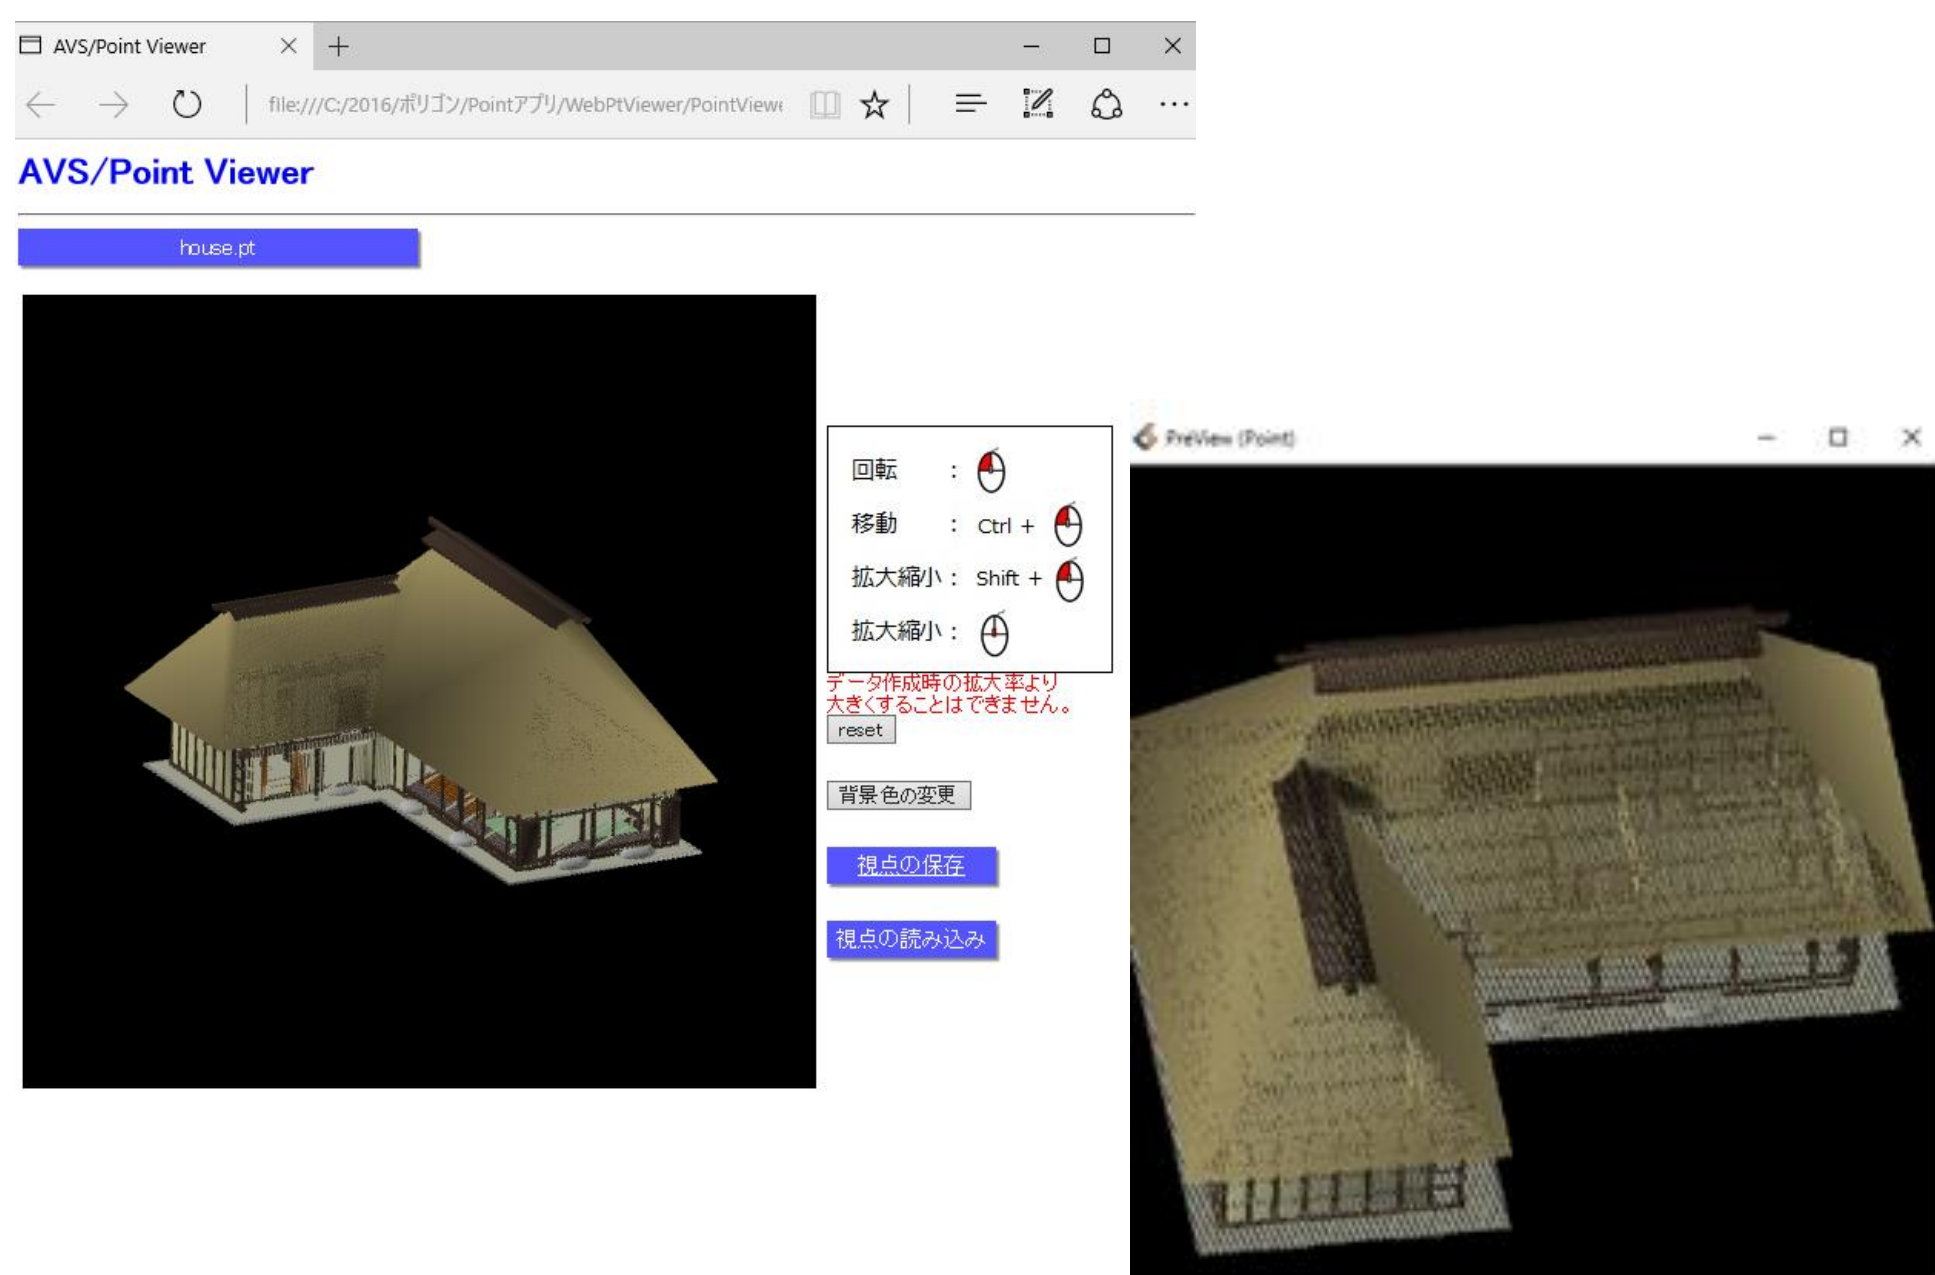 AVS/Point Viewer
file:///C:/2016/ポリゴン/Pointアプリ/WebPtViewer/PointViewe
AVS/Point Viewer
house.pt
回転 :
移動 : Ctrl +
拡大縮小 : Shift +
拡大縮小 :
データ作成時の拡大率より
大きくすることはできません。
reset
背景色の変更
視点の保存
視点の読み込み
PreView (Point)